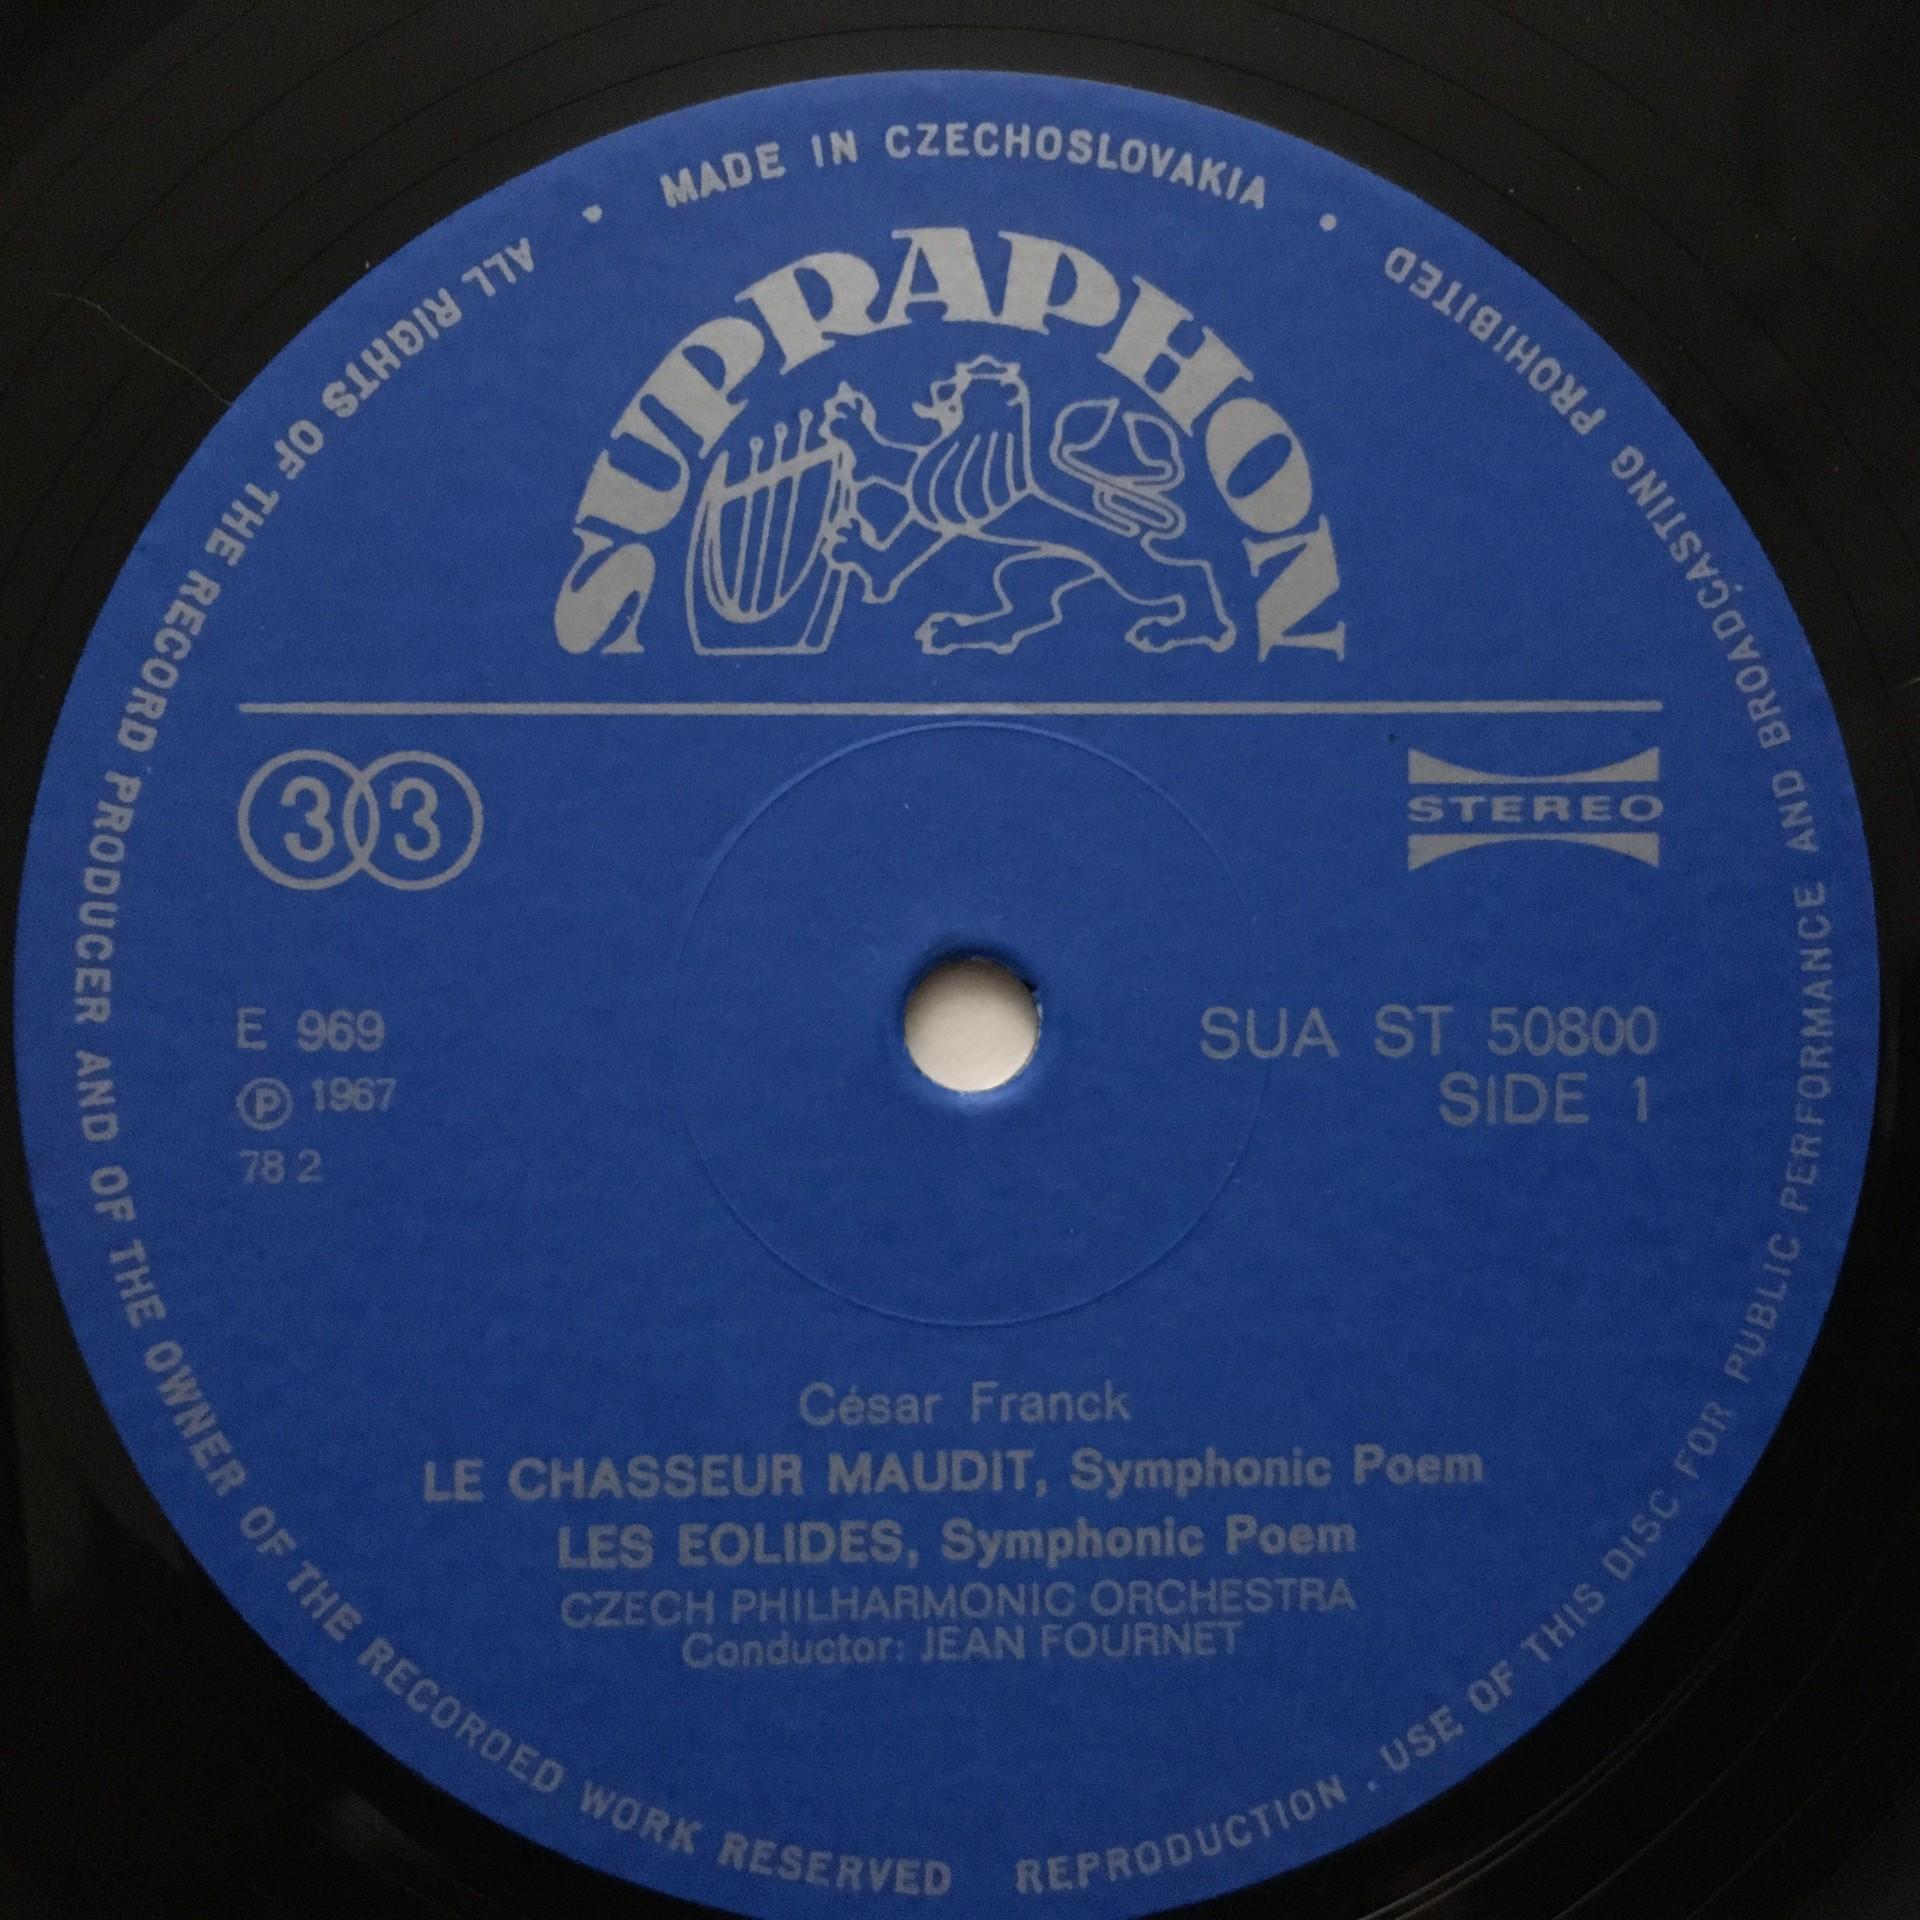 • MADE IN CZECHOSLOVAKIA •
SUPRAPHON
33
STEREO
E 969
Ⓟ 1967
78 2
SUA ST 50800
SIDE 1
César Franck
LE CHASSEUR MAUDIT, Symphonic Poem
LES EOLIDES, Symphonic Poem
CZECH PHILHARMONIC ORCHESTRA
Conductor: JEAN FOURNET
ALL RIGHTS OF THE RECORD PRODUCER AND OF THE OWNER OF THE RECORDED WORK RESERVED
REPRODUCTION . USE OF THIS DISC FOR PUBLIC PERFORMANCE AND BROADCASTING PROHIBITED